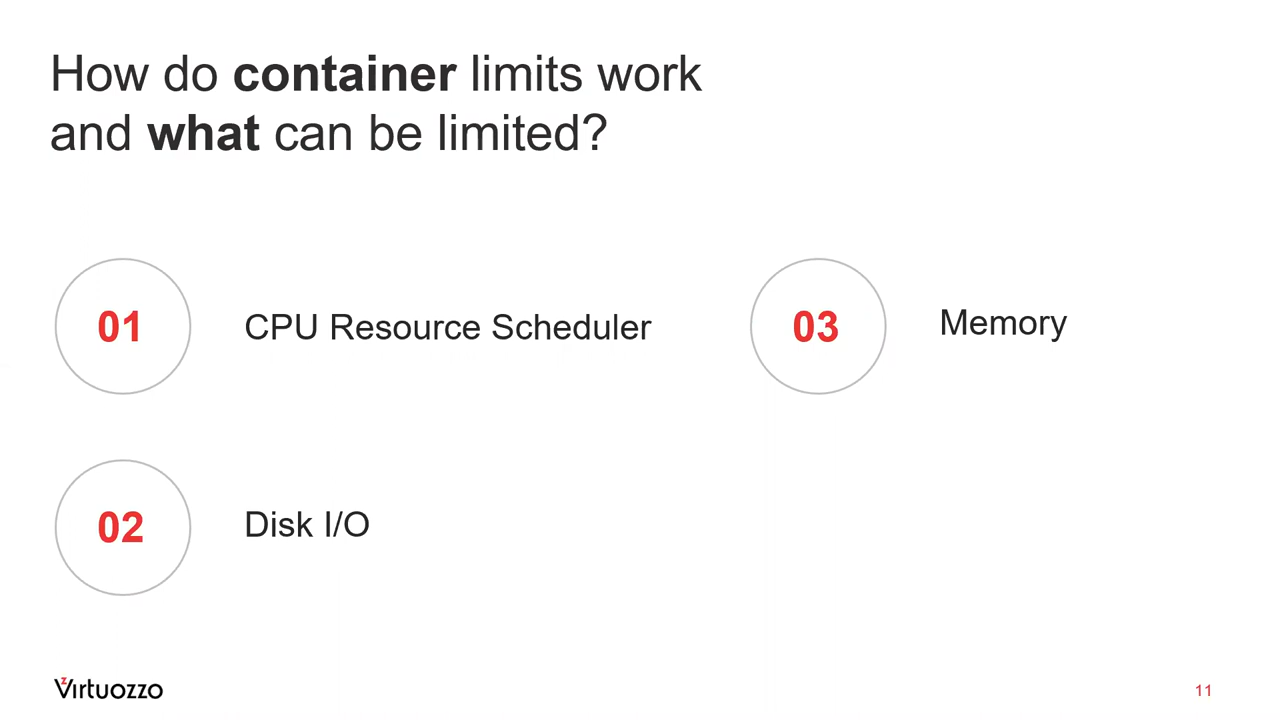 How do container limits work
and what can be limited?
01
CPU Resource Scheduler
02
Disk I/O
03
Memory
Virtuozzo
11